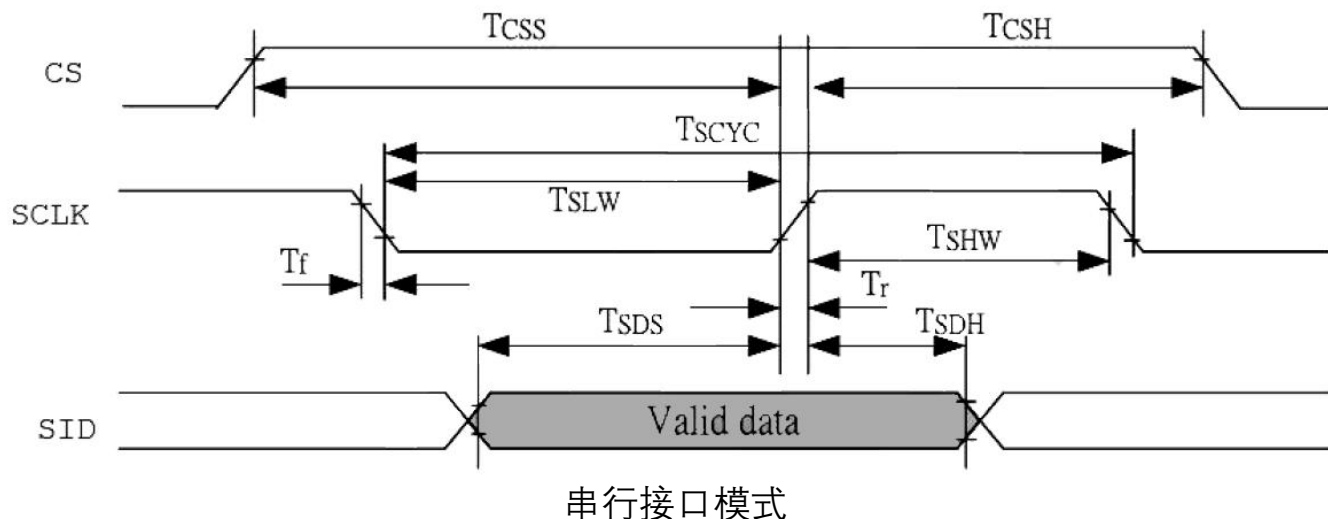 TCSS TCSH
CS
TSCYC
TSLW
SCLK
TSHW
Tf
Tr
TSDS TSDH
Valid data
SID
串行接口模式